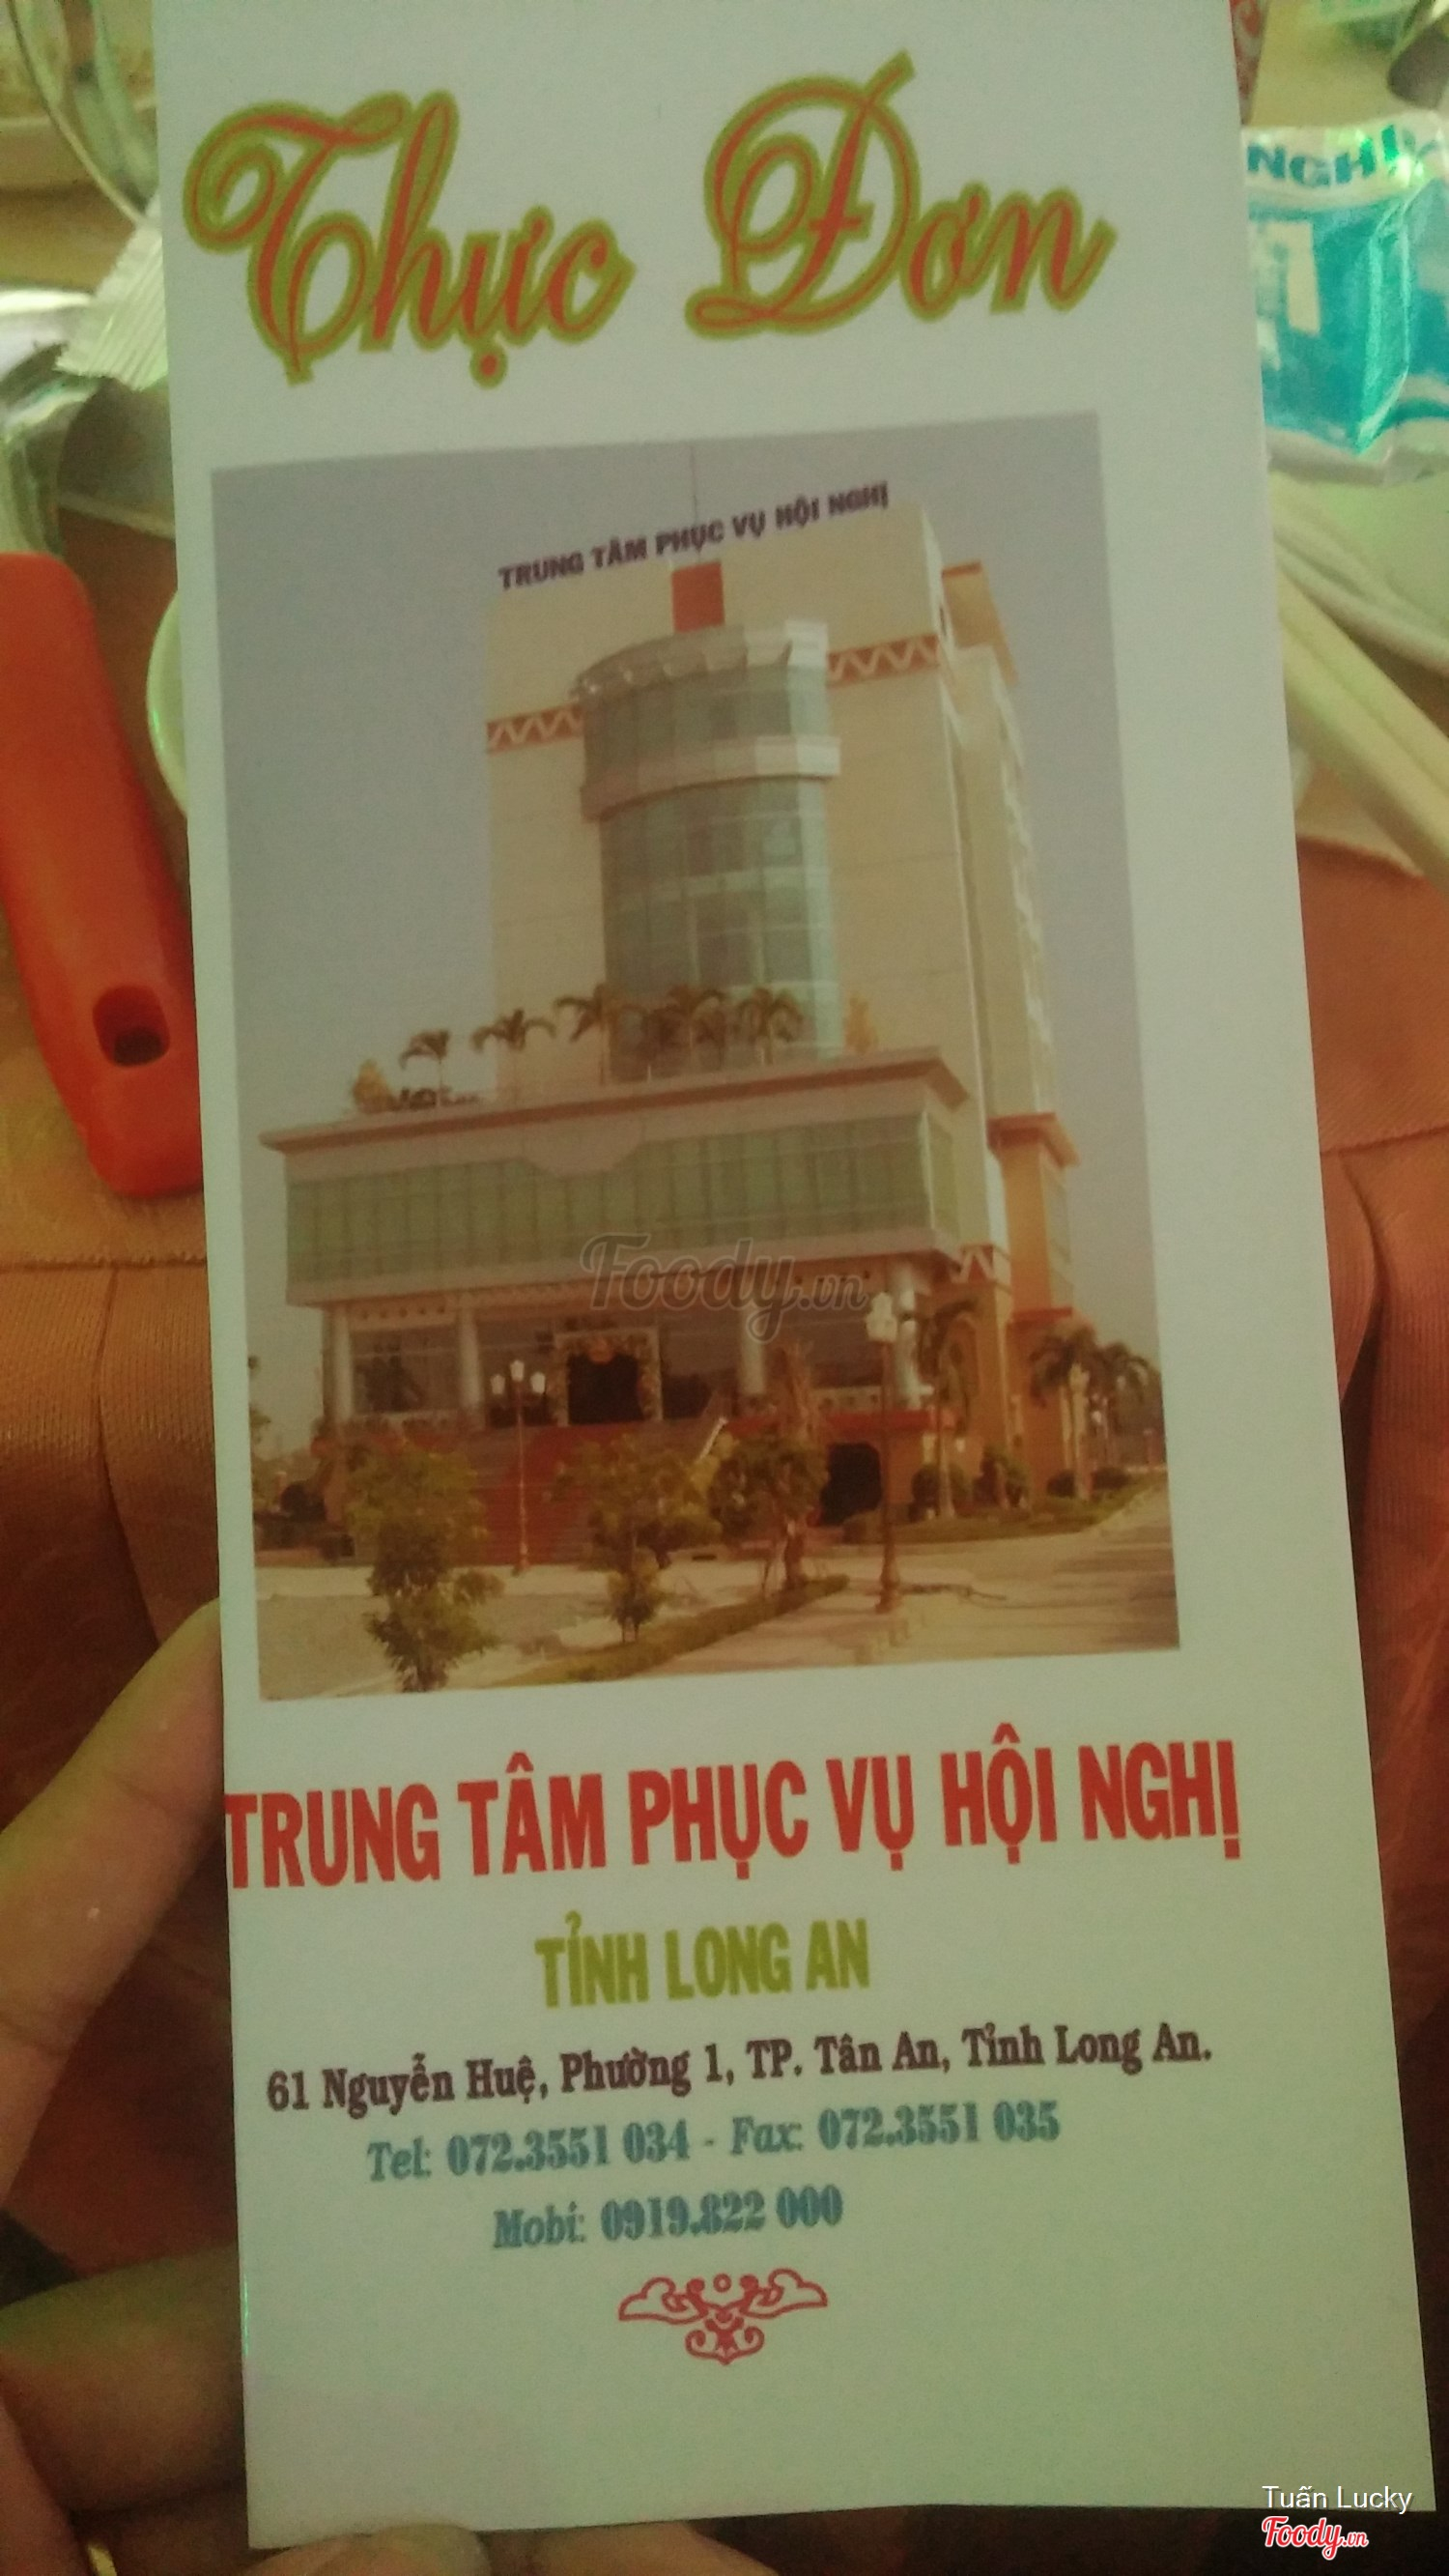 Thực Đơn
NGHỊ
TRUNG TÂM PHỤC VỤ HỘI NGHỊ
Foody.vn
TRUNG TÂM PHỤC VỤ HỘI NGHỊ
TỈNH LONG AN
61 Nguyễn Huệ, Phường 1, TP. Tân An, Tỉnh Long An.
Tel: 072.3551 034 - Fax: 072.3551 035
Mobi: 0919.822 000
Tuấn Lucky
Foody.vn